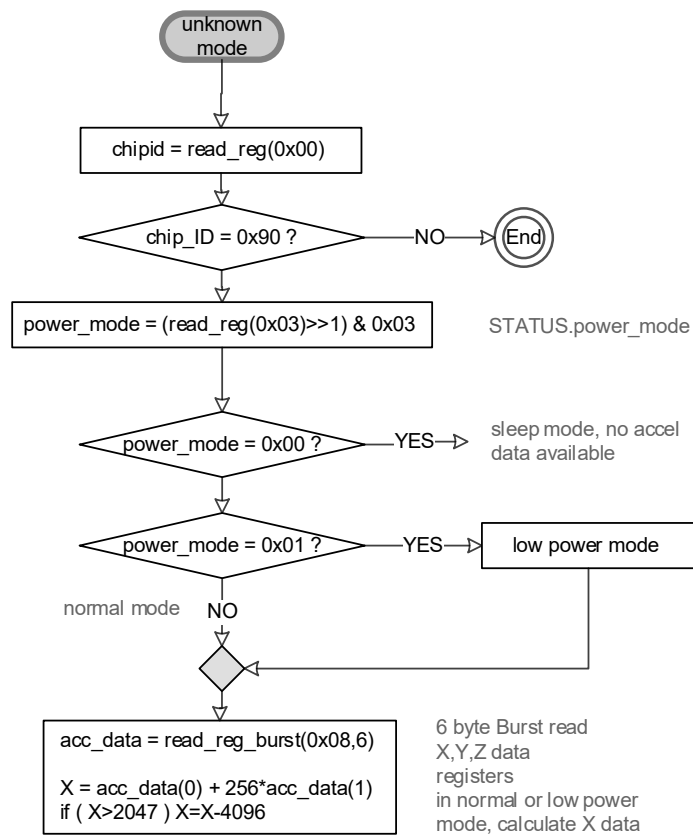 unknown
mode
chipid = read_reg(0x00)
chip_ID = 0x90 ?
NO
End
power_mode = (read_reg(0x03)>>1) & 0x03
STATUS.power_mode
power_mode = 0x00 ?
YES
sleep mode, no accel
data available
power_mode = 0x01 ?
YES
low power mode
normal mode
NO
acc_data = read_reg_burst(0x08,6)
X = acc_data(0) + 256*acc_data(1)
if ( X>2047 ) X=X-4096
6 byte Burst read
X,Y,Z data
registers
in normal or low power
mode, calculate X data